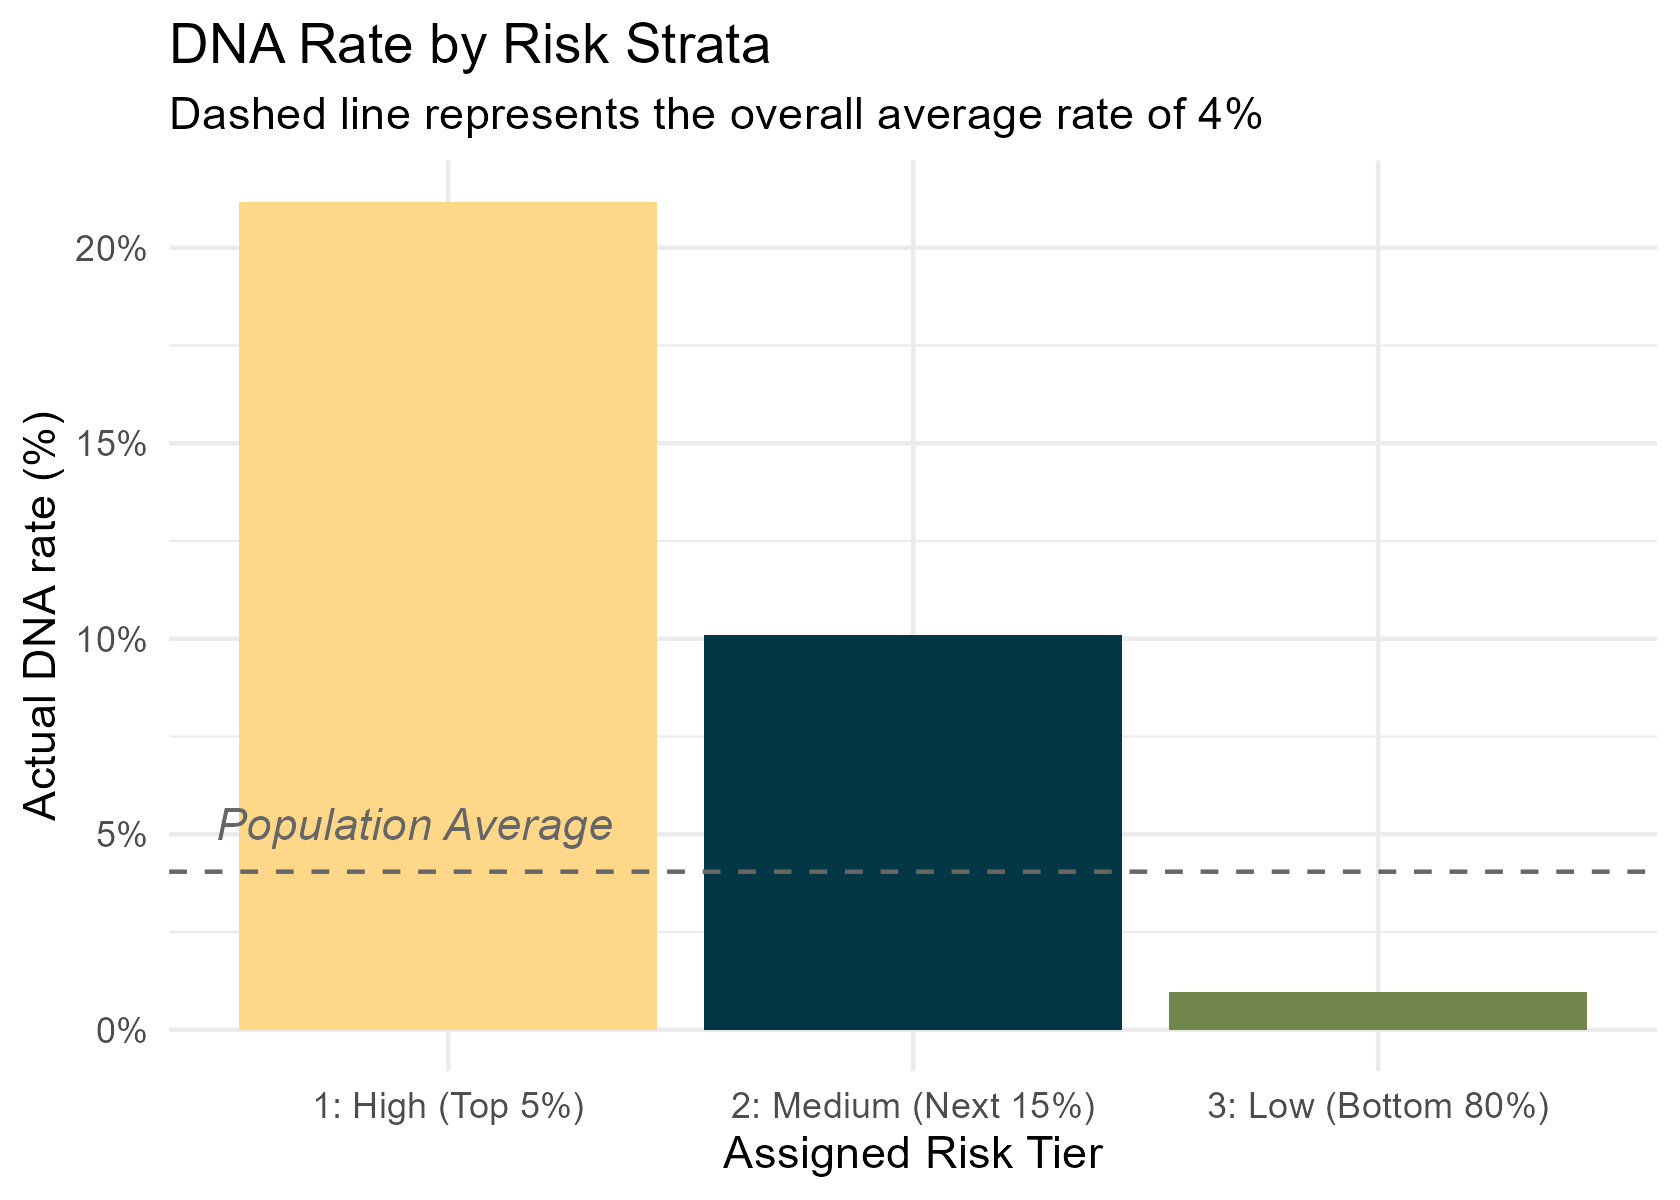 DNA Rate by Risk Strata
Dashed line represents the overall average rate of 4%
Actual DNA rate (%)
20%
15%
10%
5%
0%
Population Average
1: High (Top 5%)
2: Medium (Next 15%)
3: Low (Bottom 80%)
Assigned Risk Tier